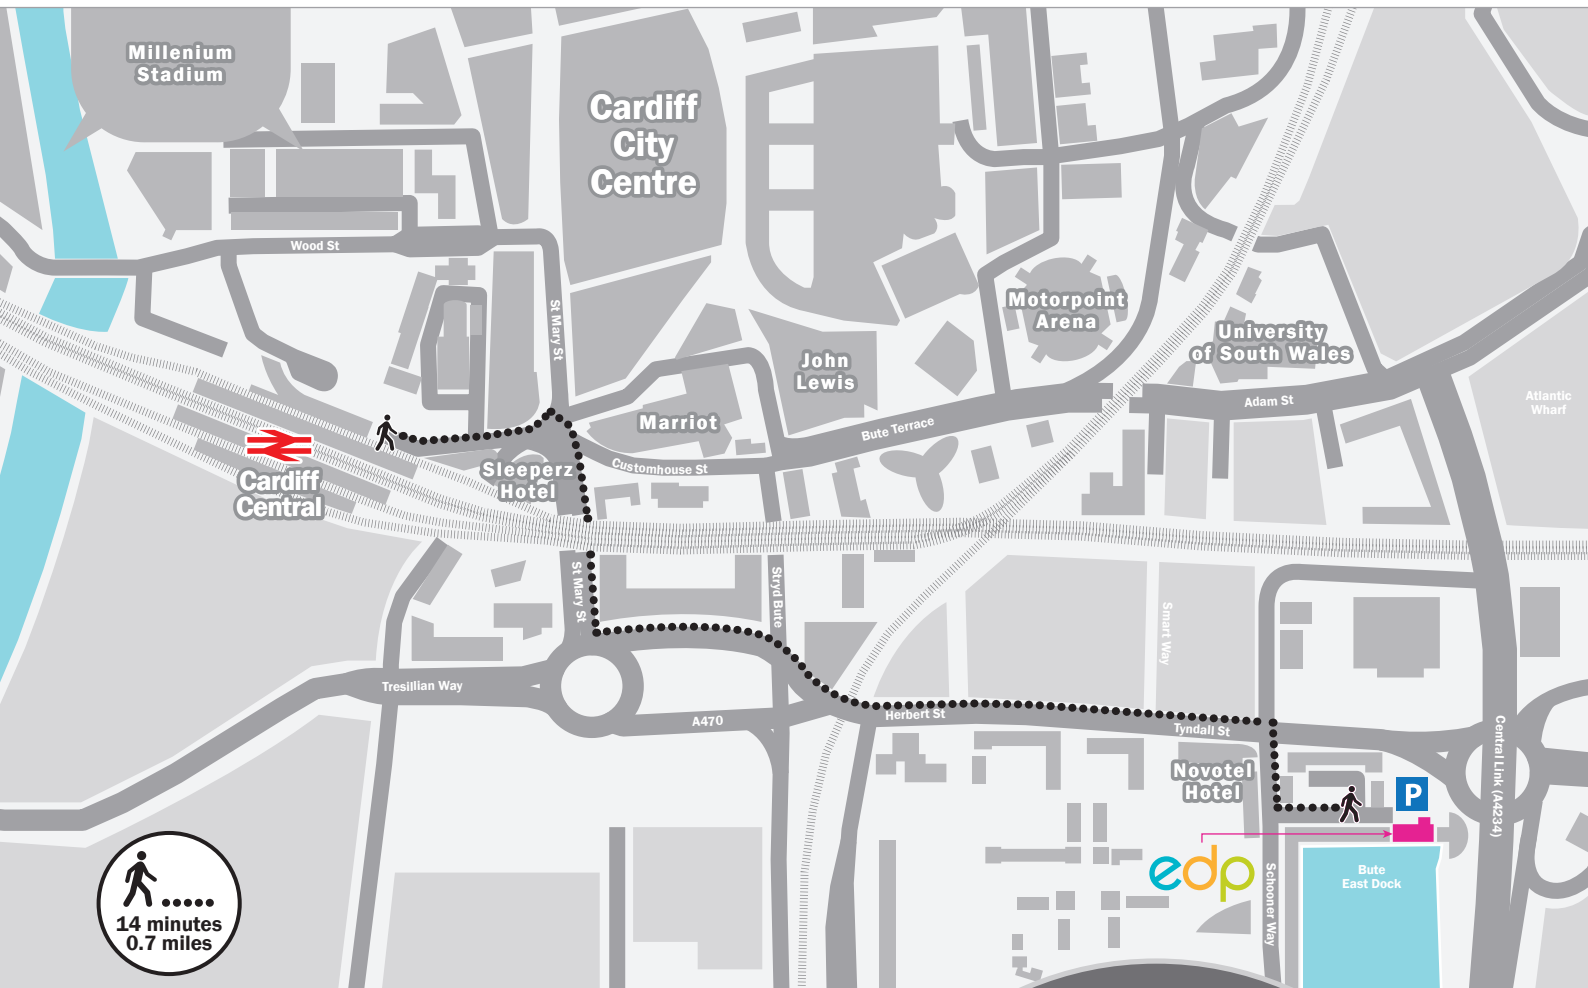 Millenium
Stadium
Cardiff
City
Centre
Wood St
St Mary St
Motorpoint
Arena
University
of South Wales
John
Lewis
Marriot
Bute Terrace
Adam St
Atlantic
Wharf
Customhouse St
Sleeperz
Hotel
Cardiff
Central
St Mary St
Stryd Bute
Smart Way
Tresillian Way
A470
Herbert St
Tyndall St
Central Link (A4234)
Novotel
Hotel
P
edp
Bute
East Dock
Schooner Way
14 minutes
0.7 miles